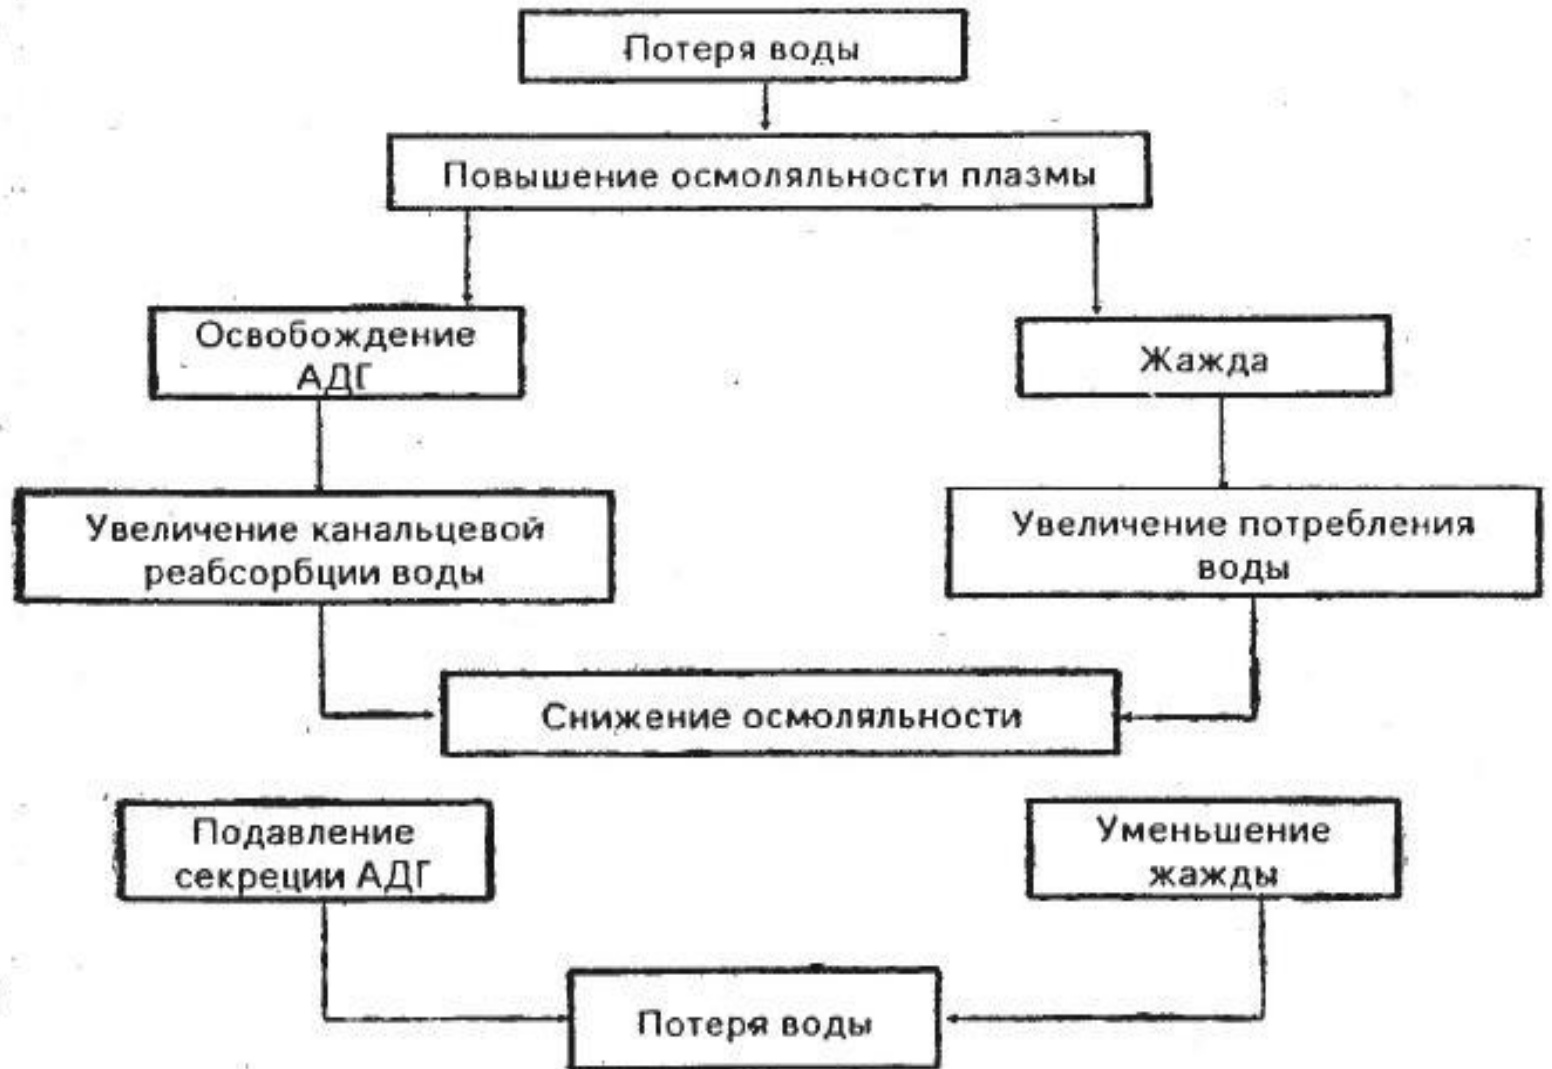 Потеря воды
Повышение осмоляльности плазмы
Освобождение
АДГ
Жажда
Увеличение канальцевой
реабсорбции воды
Увеличение потребления
воды
Снижение осмоляльности
Подавление
секреции АДГ
Уменьшение
жажды
Потеря воды